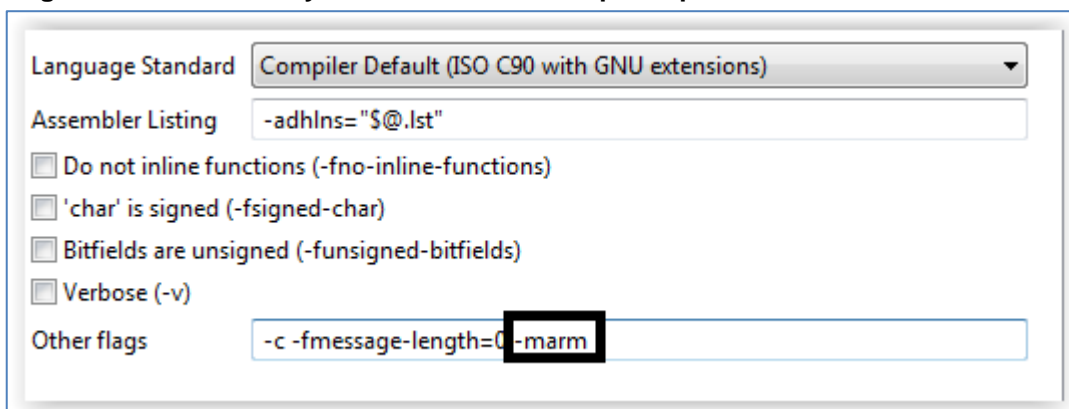 Language Standard Compiler Default (ISO C90 with GNU extensions)
Assembler Listing -adhlns="$@.lst"
Do not inline functions (-fno-inline-functions)
'char' is signed (-fsigned-char)
Bitfields are unsigned (-funsigned-bitfields)
Verbose (-v)
Other flags -c -fmessage-length=0 -marm